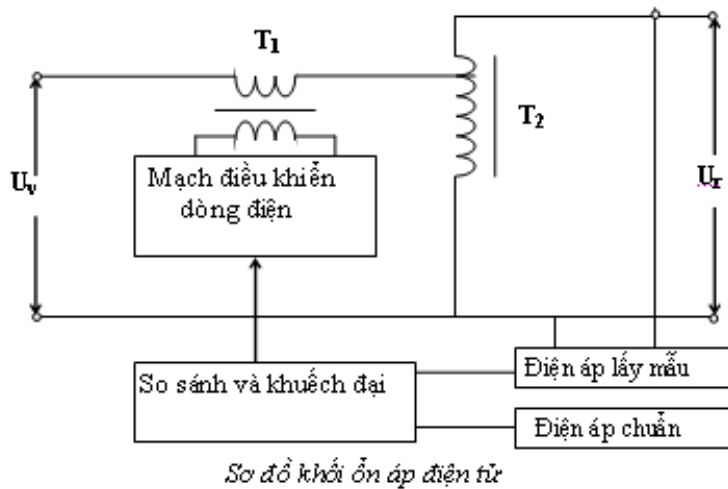 T1
T2
Uv
Ur
Mạch điều khiển
dòng điện
So sánh và khuếch đại
Điện áp lấy mẫu
Điện áp chuẩn
Sơ đồ khối ổn áp điện tử